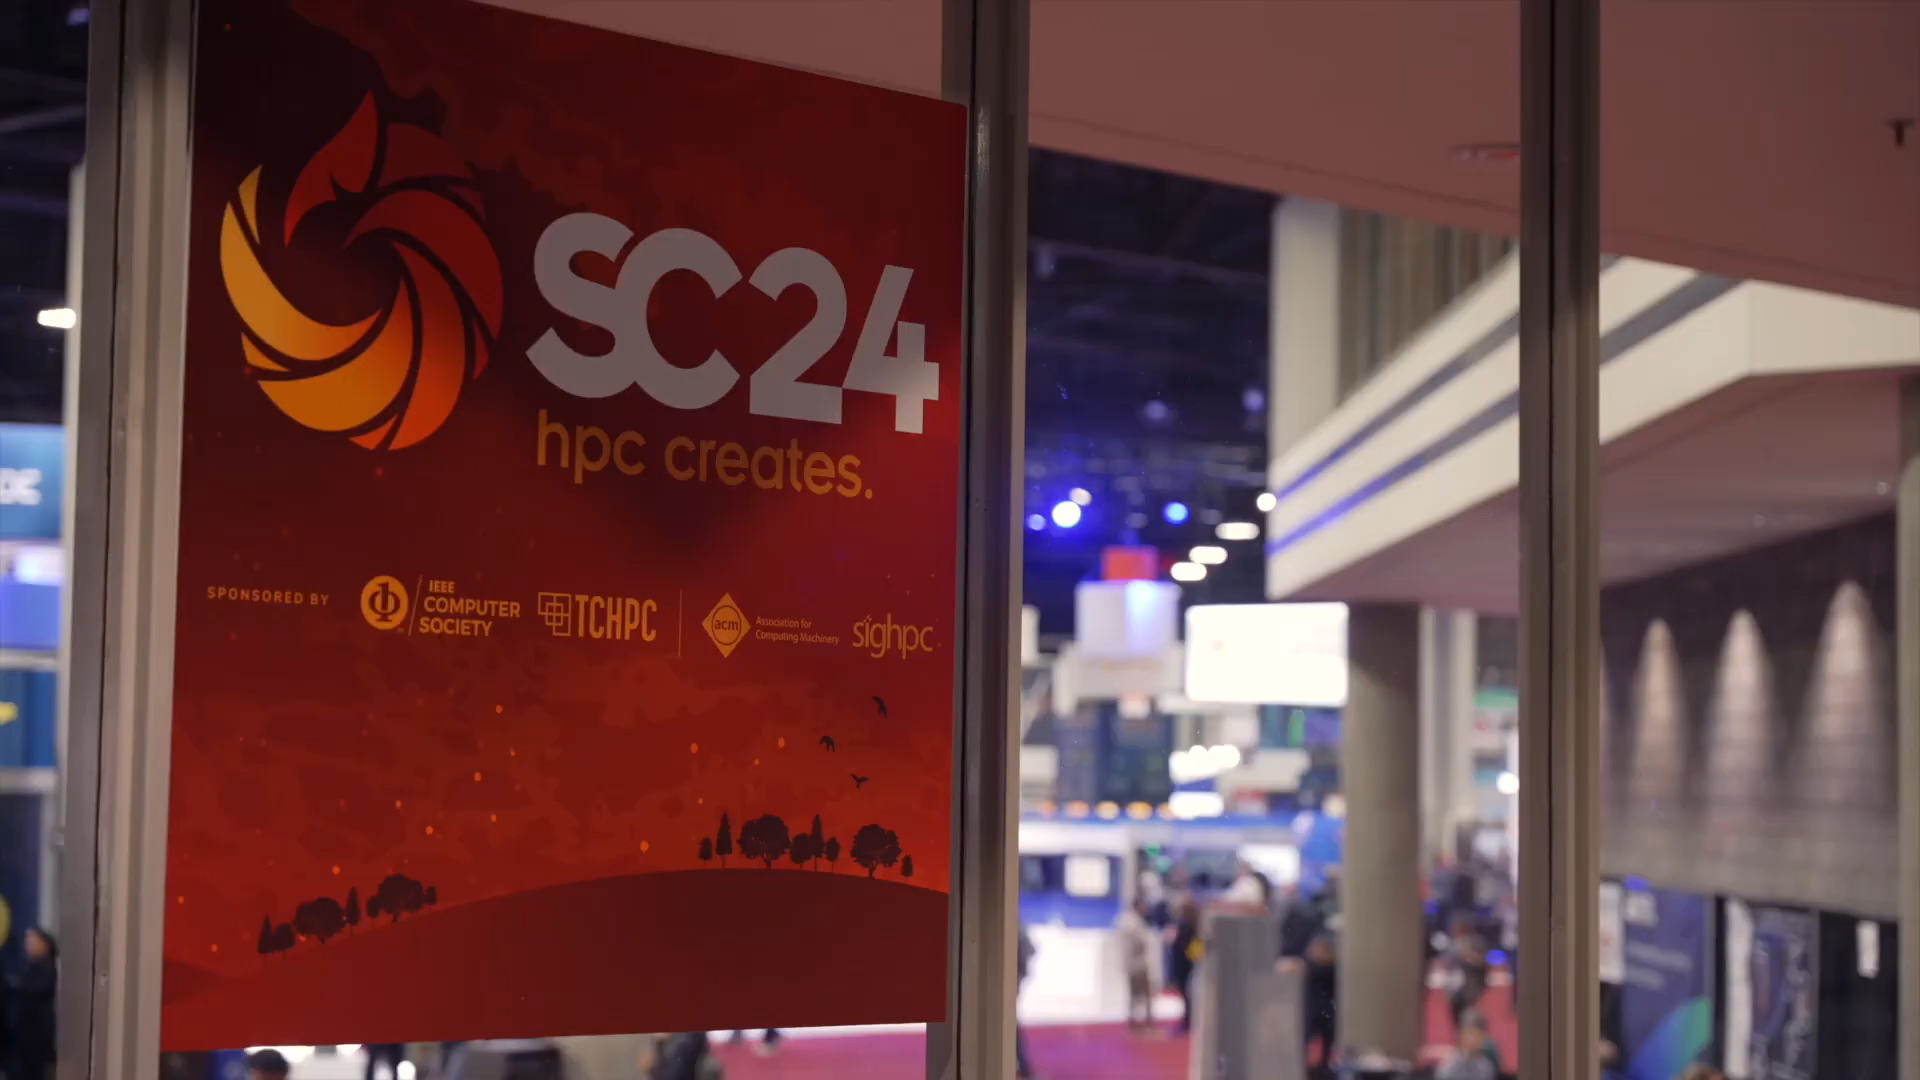 SC24
hpc creates.
SPONSORED BY
IEEE
COMPUTER
SOCIETY
TCHPC
acm
Association for
Computing Machinery
sighpc